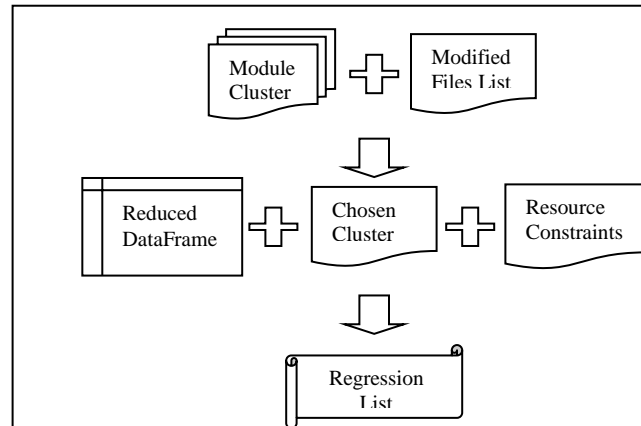 Module
Cluster
Modified
Files List
Reduced
DataFrame
Chosen
Cluster
Resource
Constraints
Regression
List